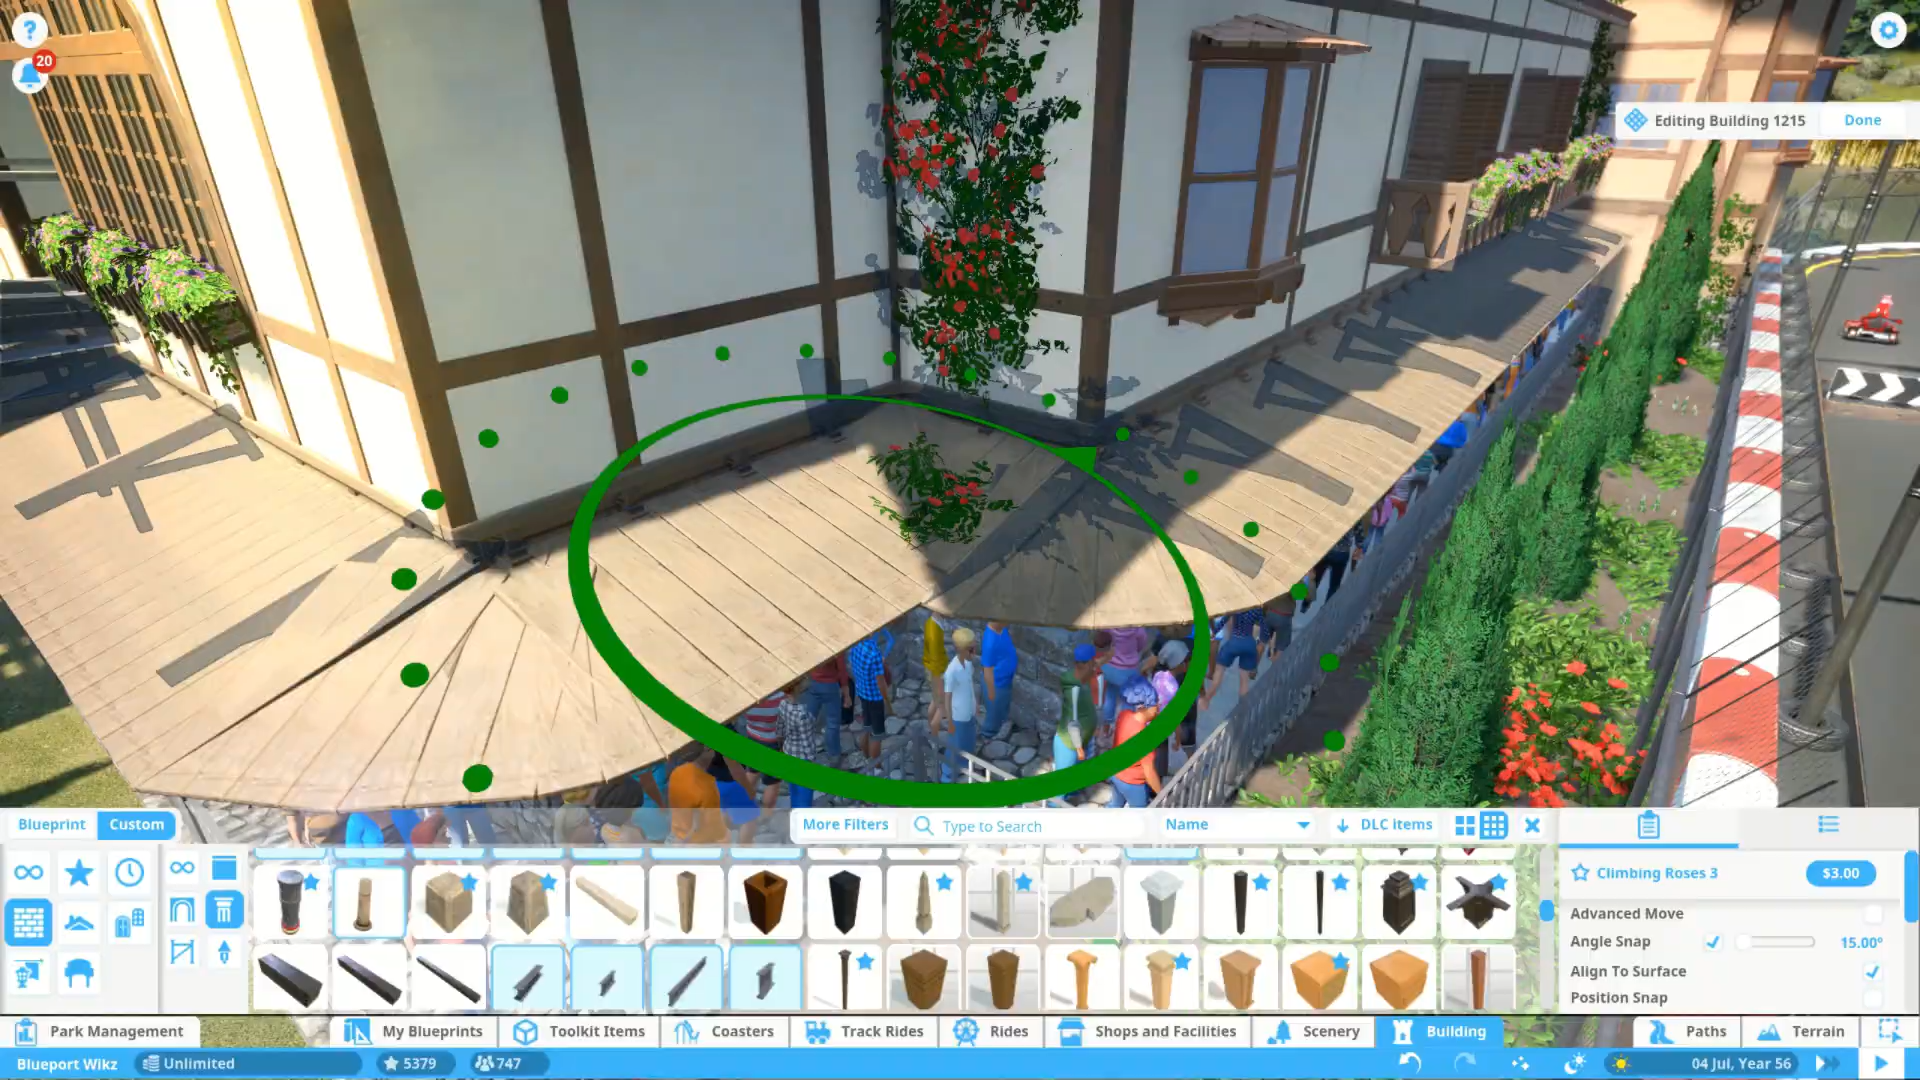 ?
20
Editing Building 1215
Done
Blueprint
Custom
More Filters
Type to Search
Name
DLC items
Climbing Roses 3
$3.00
Advanced Move
Angle Snap
15.00°
Align To Surface
Position Snap
Park Management
My Blueprints
Toolkit Items
Coasters
Track Rides
Rides
Shops and Facilities
Scenery
Building
Paths
Terrain
Blueport Wikz
Unlimited
5379
747
04 Jul, Year 56